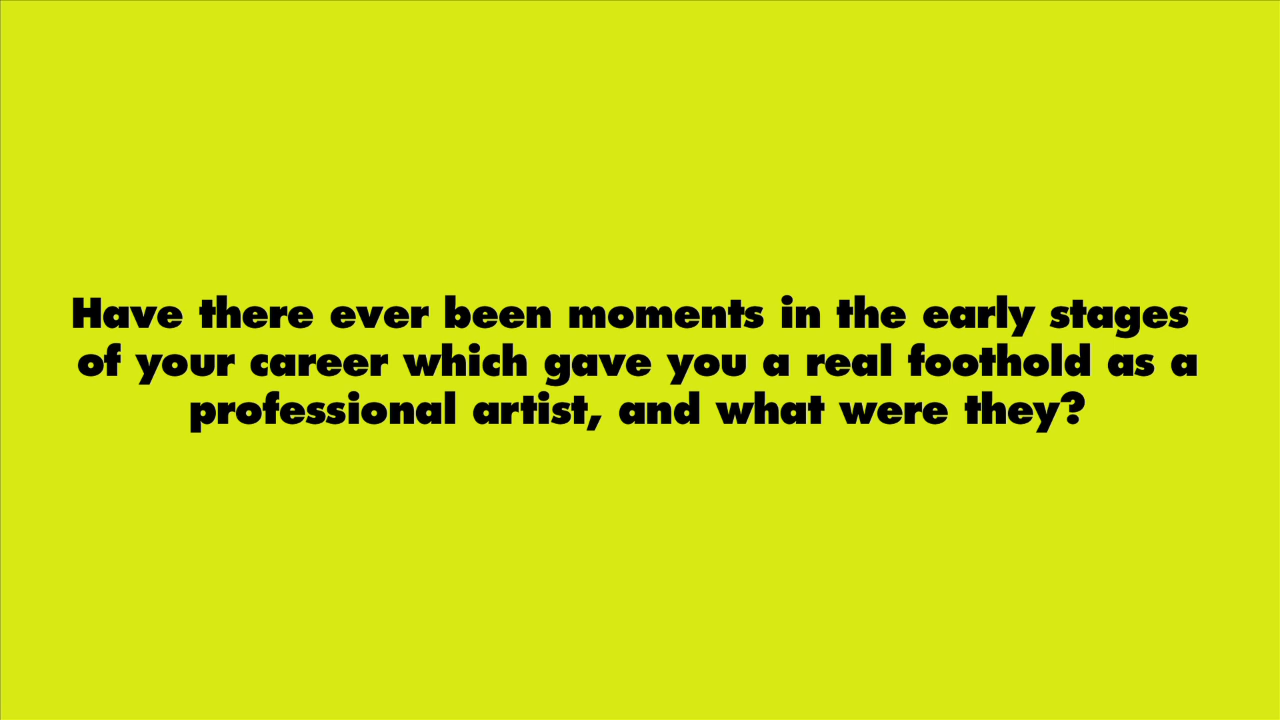 Have there ever been moments in the early stages
of your career which gave you a real foothold as a
professional artist, and what were they?